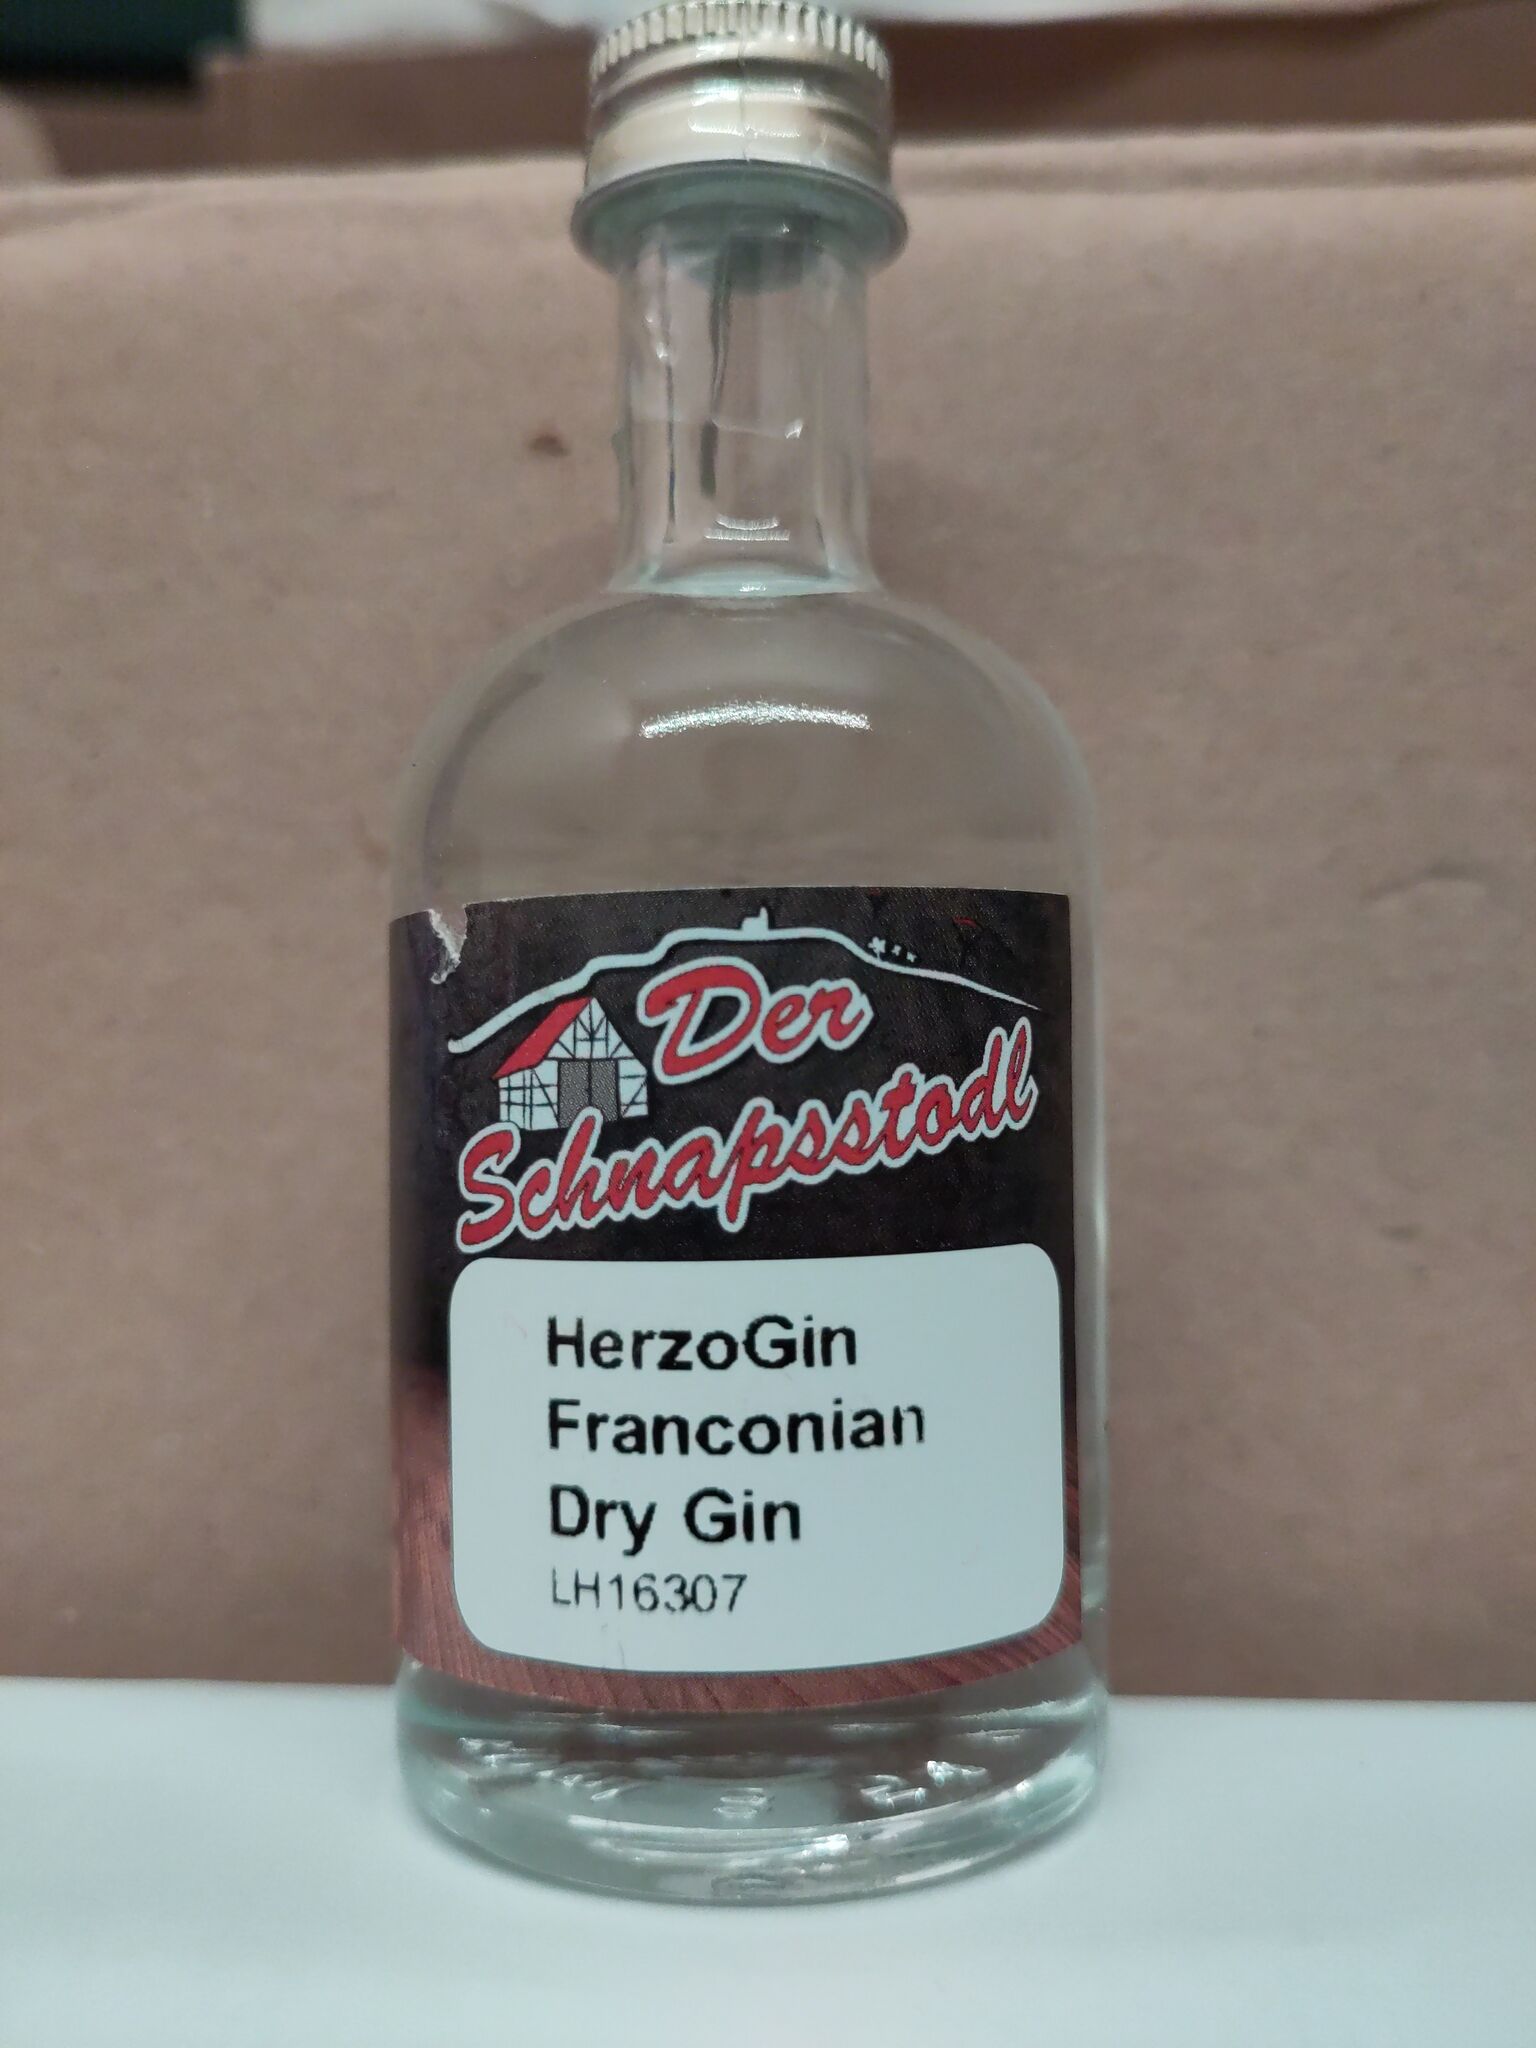 Der
Schnapsstodl
HerzoGin
Franconian
Dry Gin
LH16307